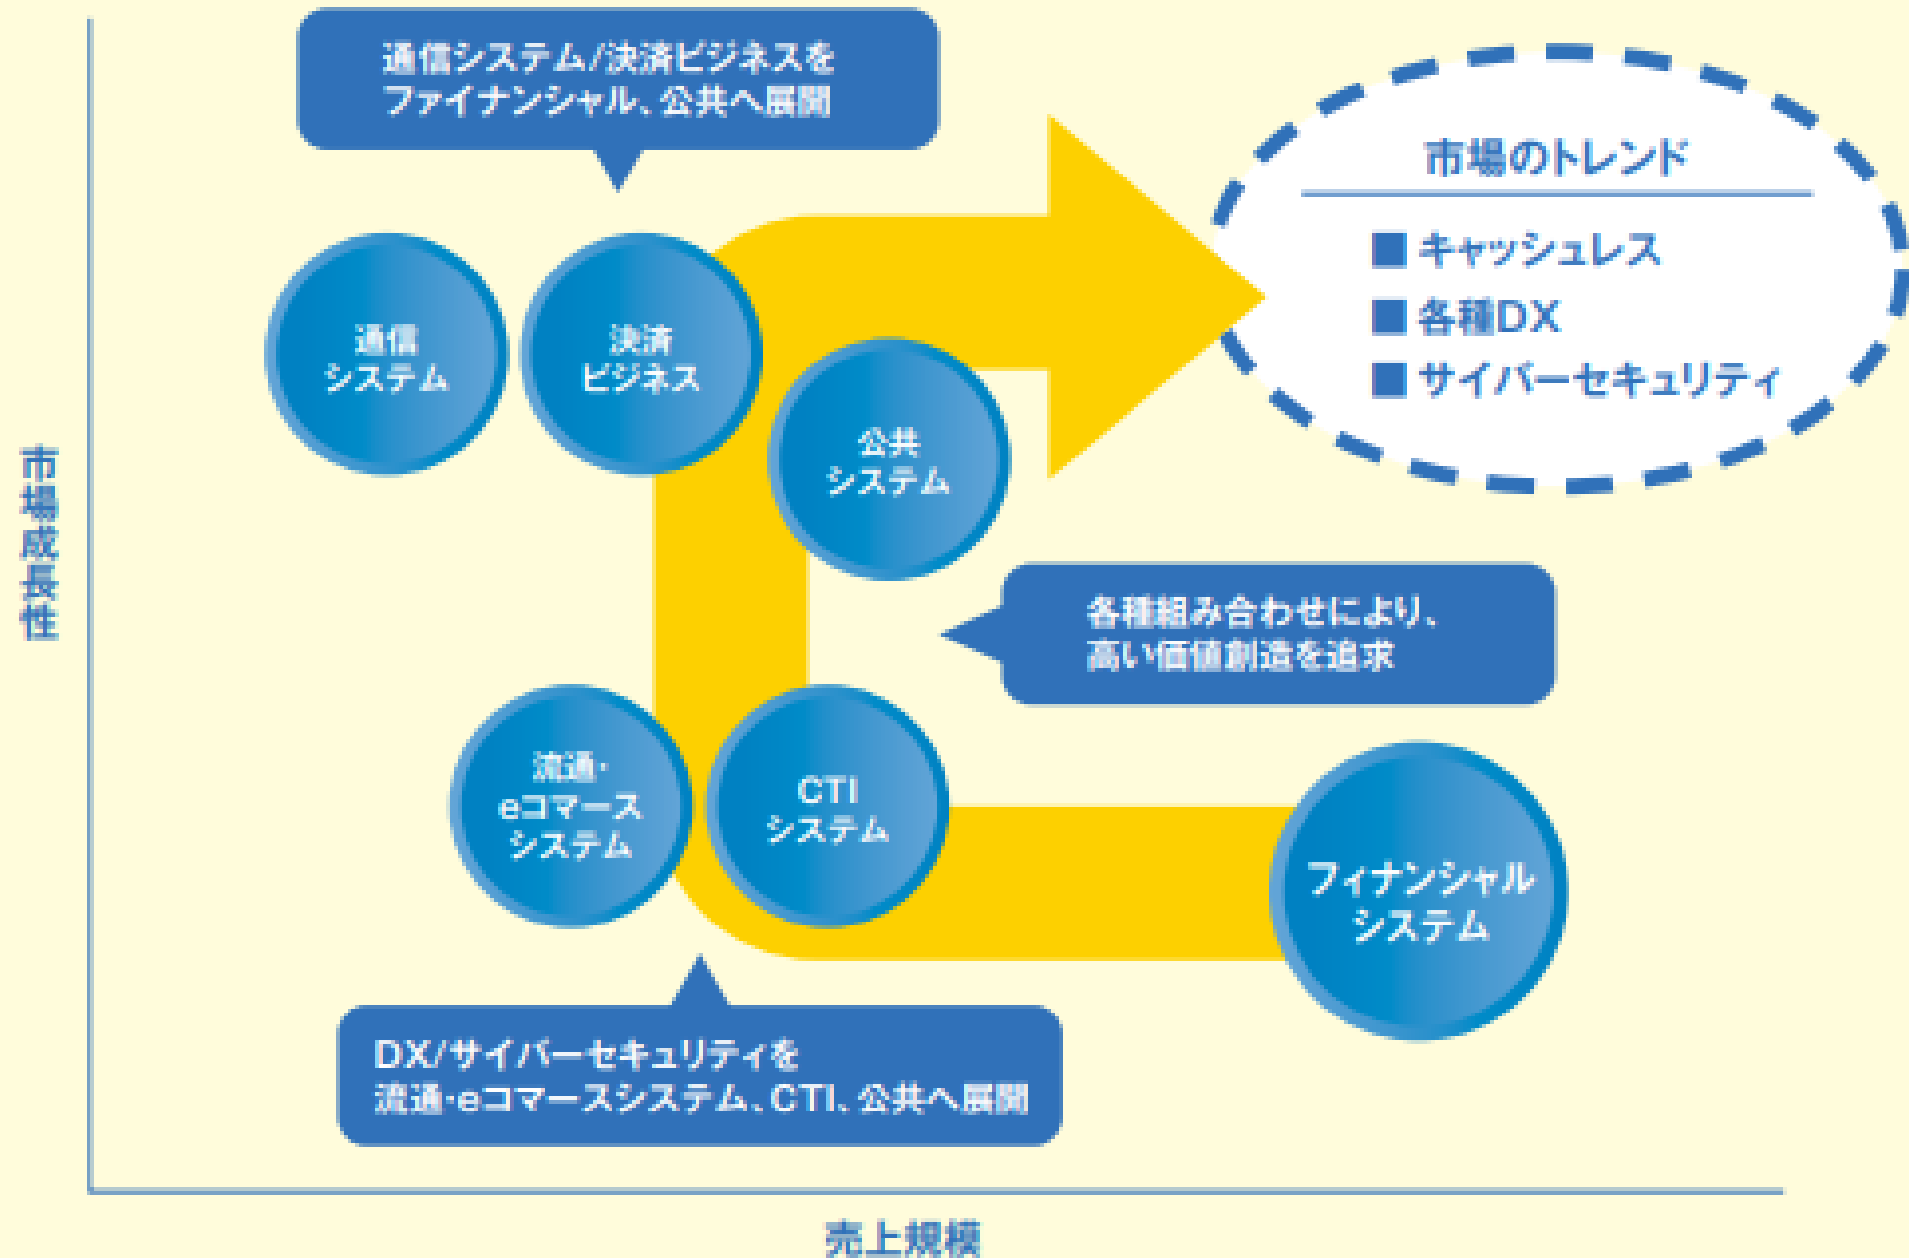 通信システム/決済ビジネスを
ファイナンシャル、公共へ展開
市場のトレンド
■ キャッシュレス
■ 各種DX
■ サイバーセキュリティ
通信
システム
決済
ビジネス
公共
システム
市場成長性
各種組み合わせにより、
高い価値創造を追求
流通・
eコマース
システム
CTI
システム
フィナンシャル
システム
DX/サイバーセキュリティを
流通・eコマースシステム、CTI、公共へ展開
売上規模